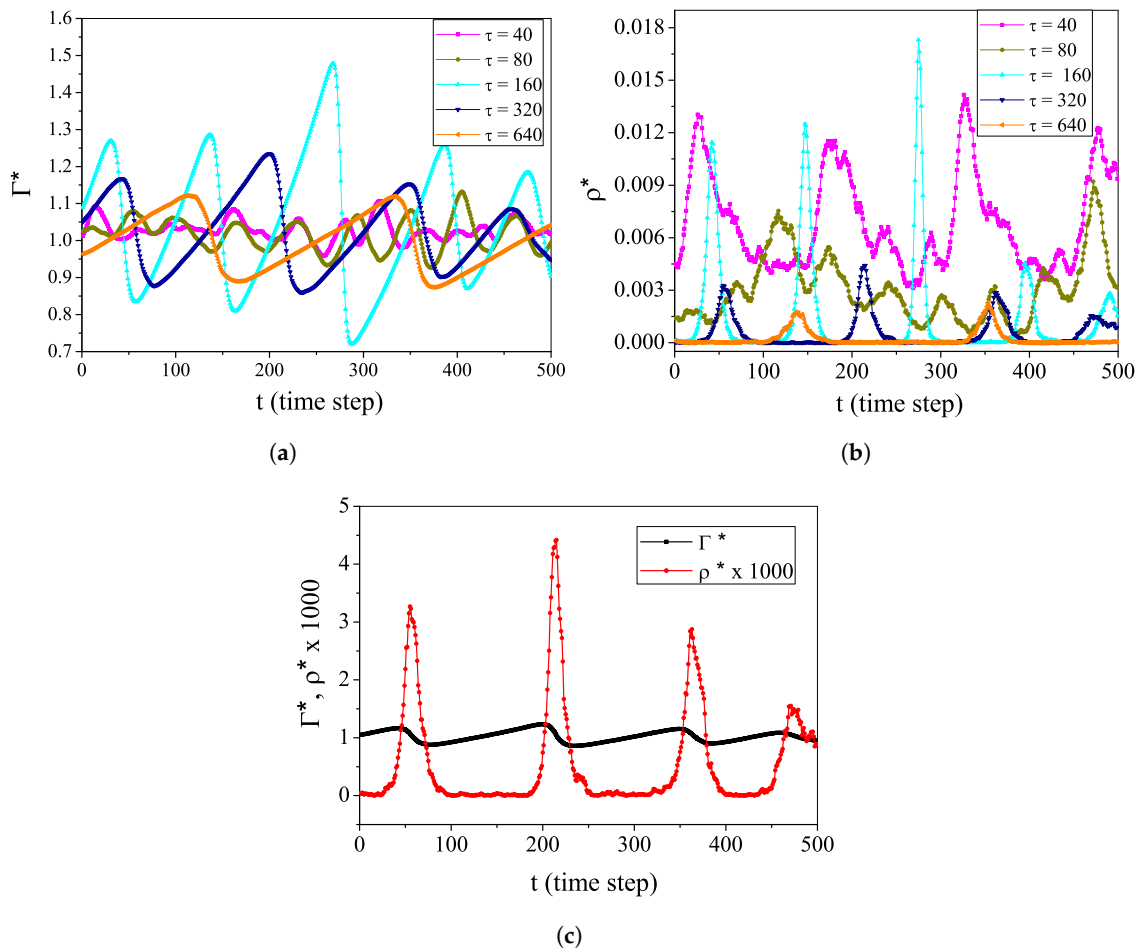 1.6
1.5
1.4
1.3
1.2
1.1
1.0
0.9
0.8
0.7
Γ*
τ = 40
τ = 80
τ = 160
τ = 320
τ = 640
0 100 200 300 400 500
t (time step)
(a)
0.018
0.015
0.012
0.009
0.006
0.003
0.000
ρ*
τ = 40
τ = 80
τ = 160
τ = 320
τ = 640
0 100 200 300 400 500
t (time step)
(b)
5
4
3
2
1
0
Γ*, ρ* x 1000
Γ *
ρ * x 1000
0 100 200 300 400 500
t (time step)
(c)